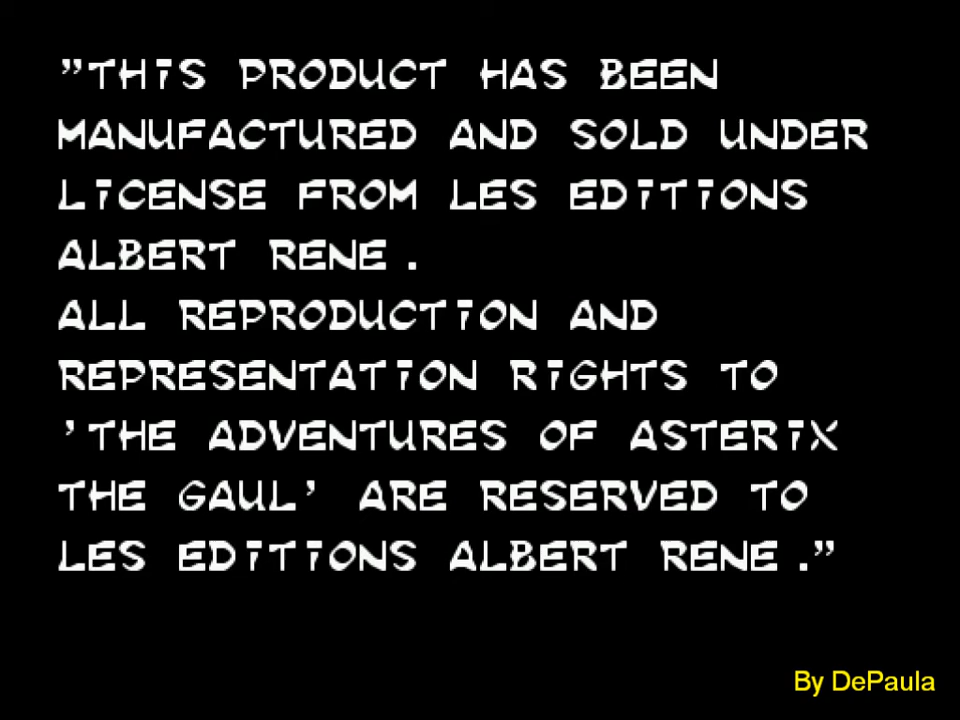 "THIS PRODUCT HAS BEEN
MANUFACTURED AND SOLD UNDER
LICENSE FROM LES EDITIONS
ALBERT RENE .
ALL REPRODUCTION AND
REPRESENTATION RIGHTS TO
'THE ADVENTURES OF ASTERIX
THE GAUL' ARE RESERVED TO
LES EDITIONS ALBERT RENE ."
By DePaula